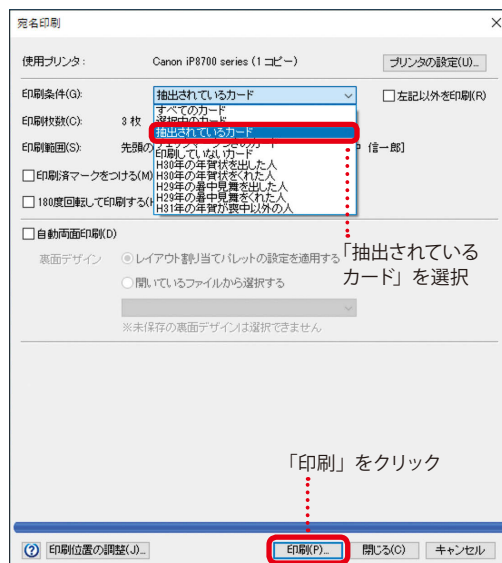 宛名印刷
使用プリンタ: Canon iP8700 series (1 コピー) プリンタの設定(U)...
印刷条件(G): 抽出されているカード 左記以外を印刷(R)
すべてのカード
印刷枚数(C): 3 枚 選択中のカード
抽出されているカード
印刷範囲(S): 先頭の 信一郎]
印刷していないカード
H30年の年賀状を出した人
印刷済マークをつける(M) H30年の年賀状をくれた人
H29年の暑中見舞を出した人
180度回転して印刷する( H29年の暑中見舞をくれた人
H31年の年賀が喪中以外の人
自動両面印刷(D)
「抽出されている
カード」を選択
裏面デザイン レイアウト割り当てパレットの設定を適用する
開いているファイルから選択する
※未保存の裏面デザインは選択できません
「印刷」をクリック
印刷位置の調整(J)... 印刷(P)... 閉じる(C) キャンセル